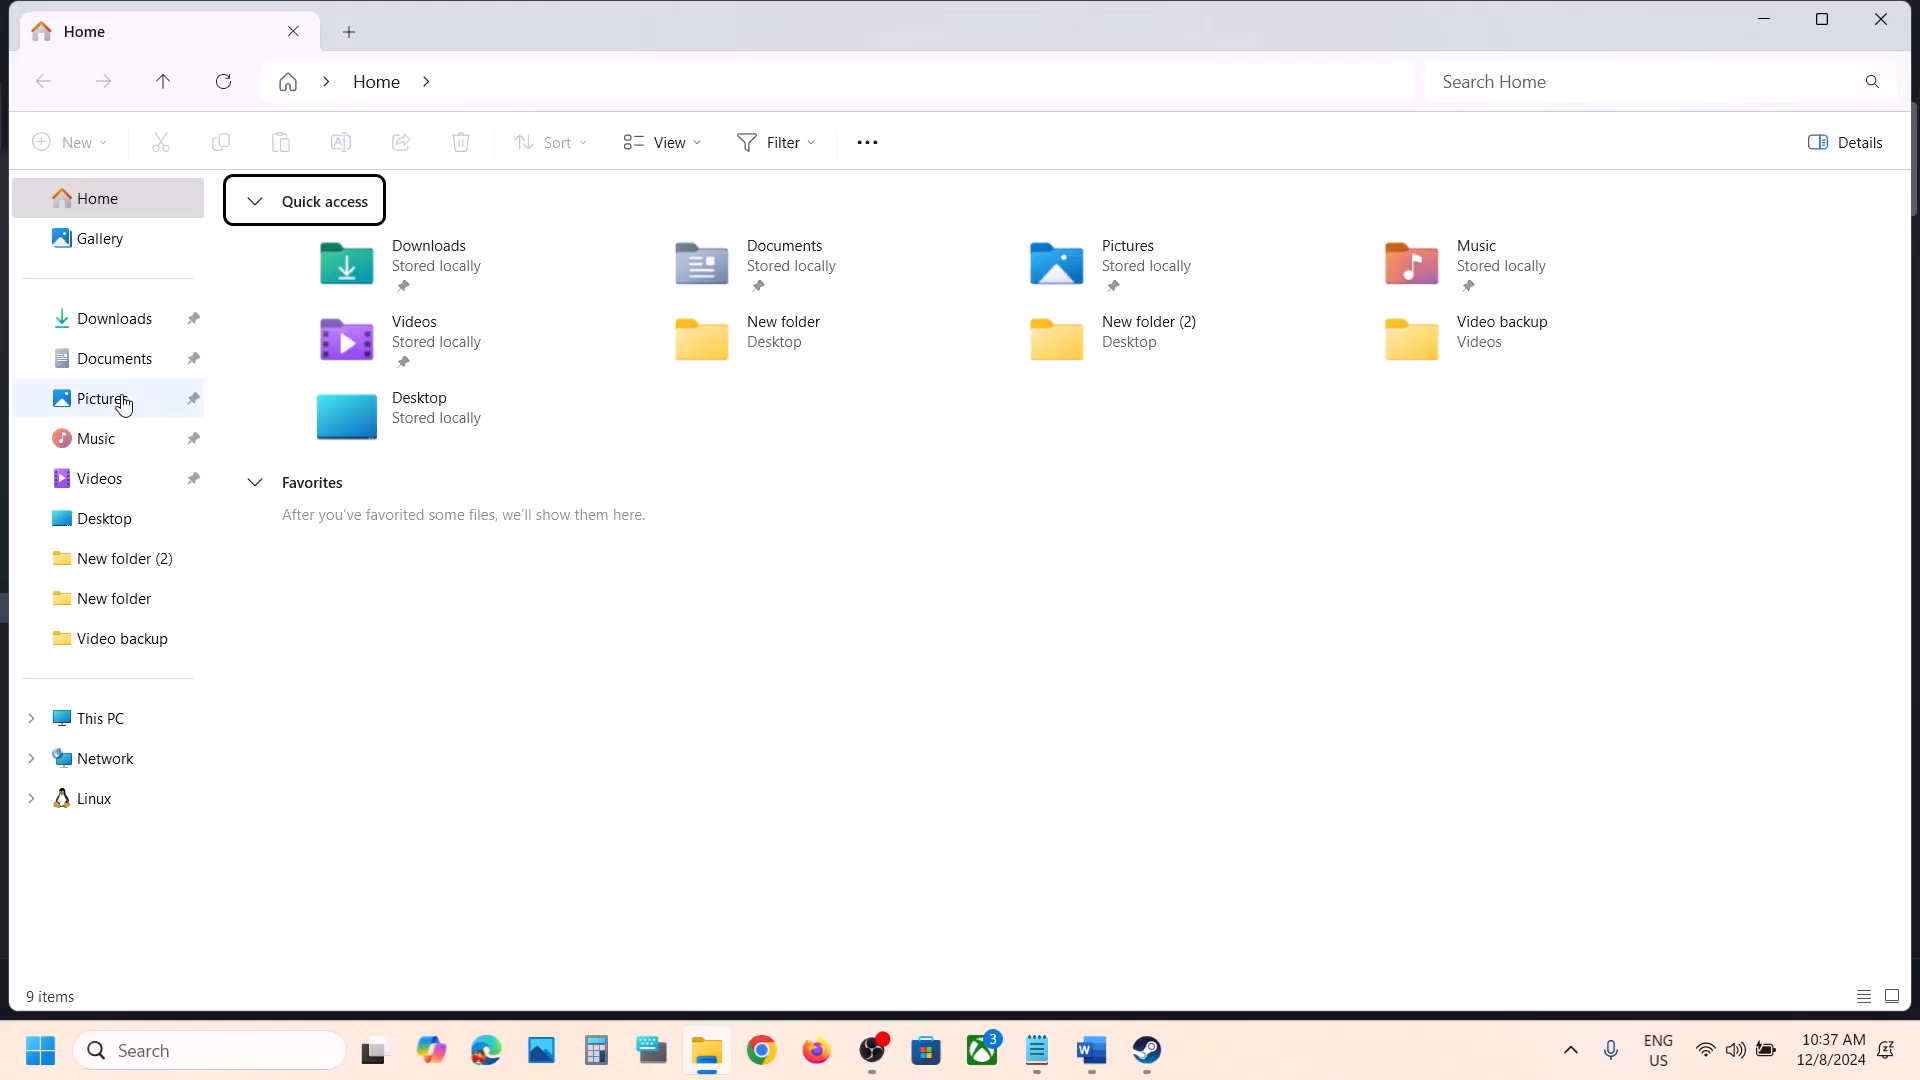 Home
Home
Search Home
New
Sort
View
Filter
Details
Home
Gallery
Downloads
Documents
Pictures
Music
Videos
Desktop
New folder (2)
New folder
Video backup
This PC
Network
Linux
Quick access
Downloads
Stored locally
Documents
Stored locally
Pictures
Stored locally
Music
Stored locally
Videos
Stored locally
New folder
Desktop
New folder (2)
Desktop
Video backup
Videos
Desktop
Stored locally
Favorites
After you've favorited some files, we'll show them here.
9 items
Search
3
ENG
US
10:37 AM
12/8/2024